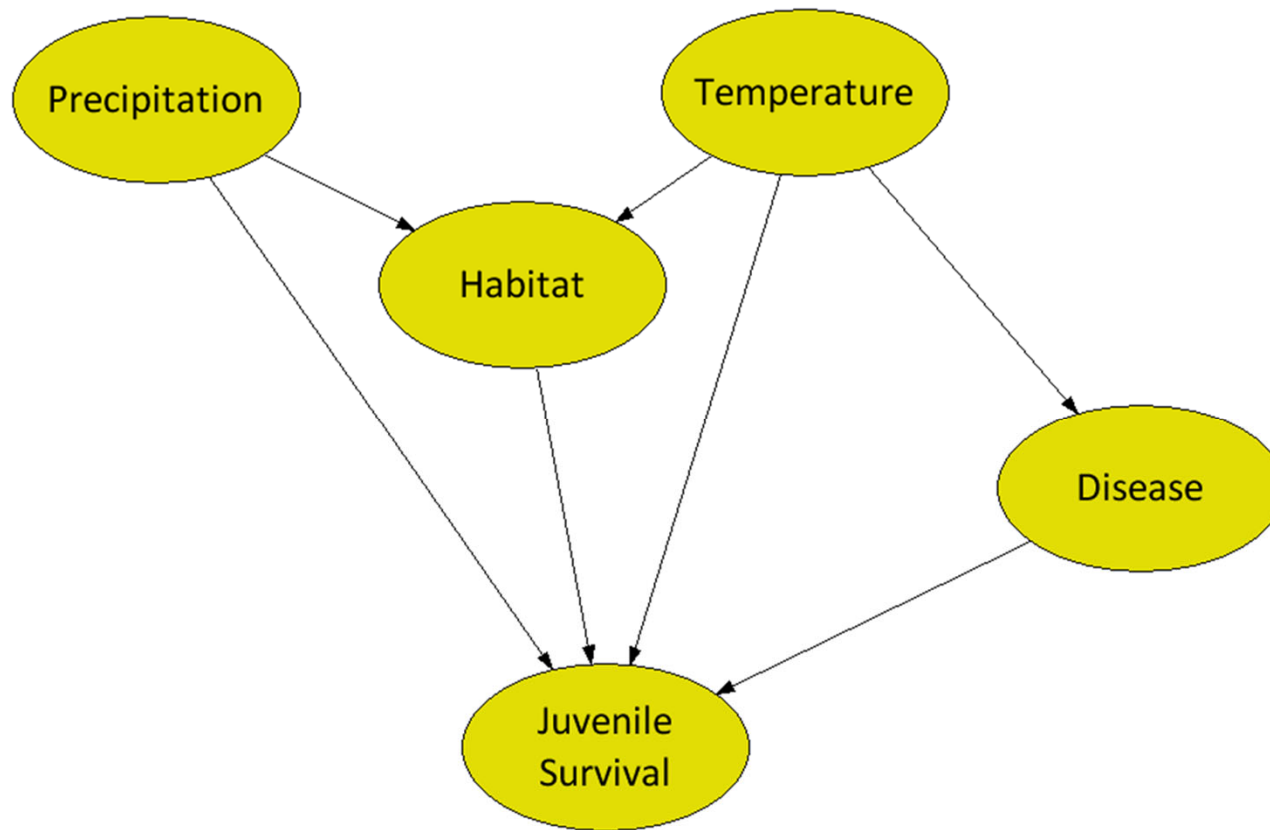 Precipitation
Temperature
Habitat
Disease
Juvenile
Survival